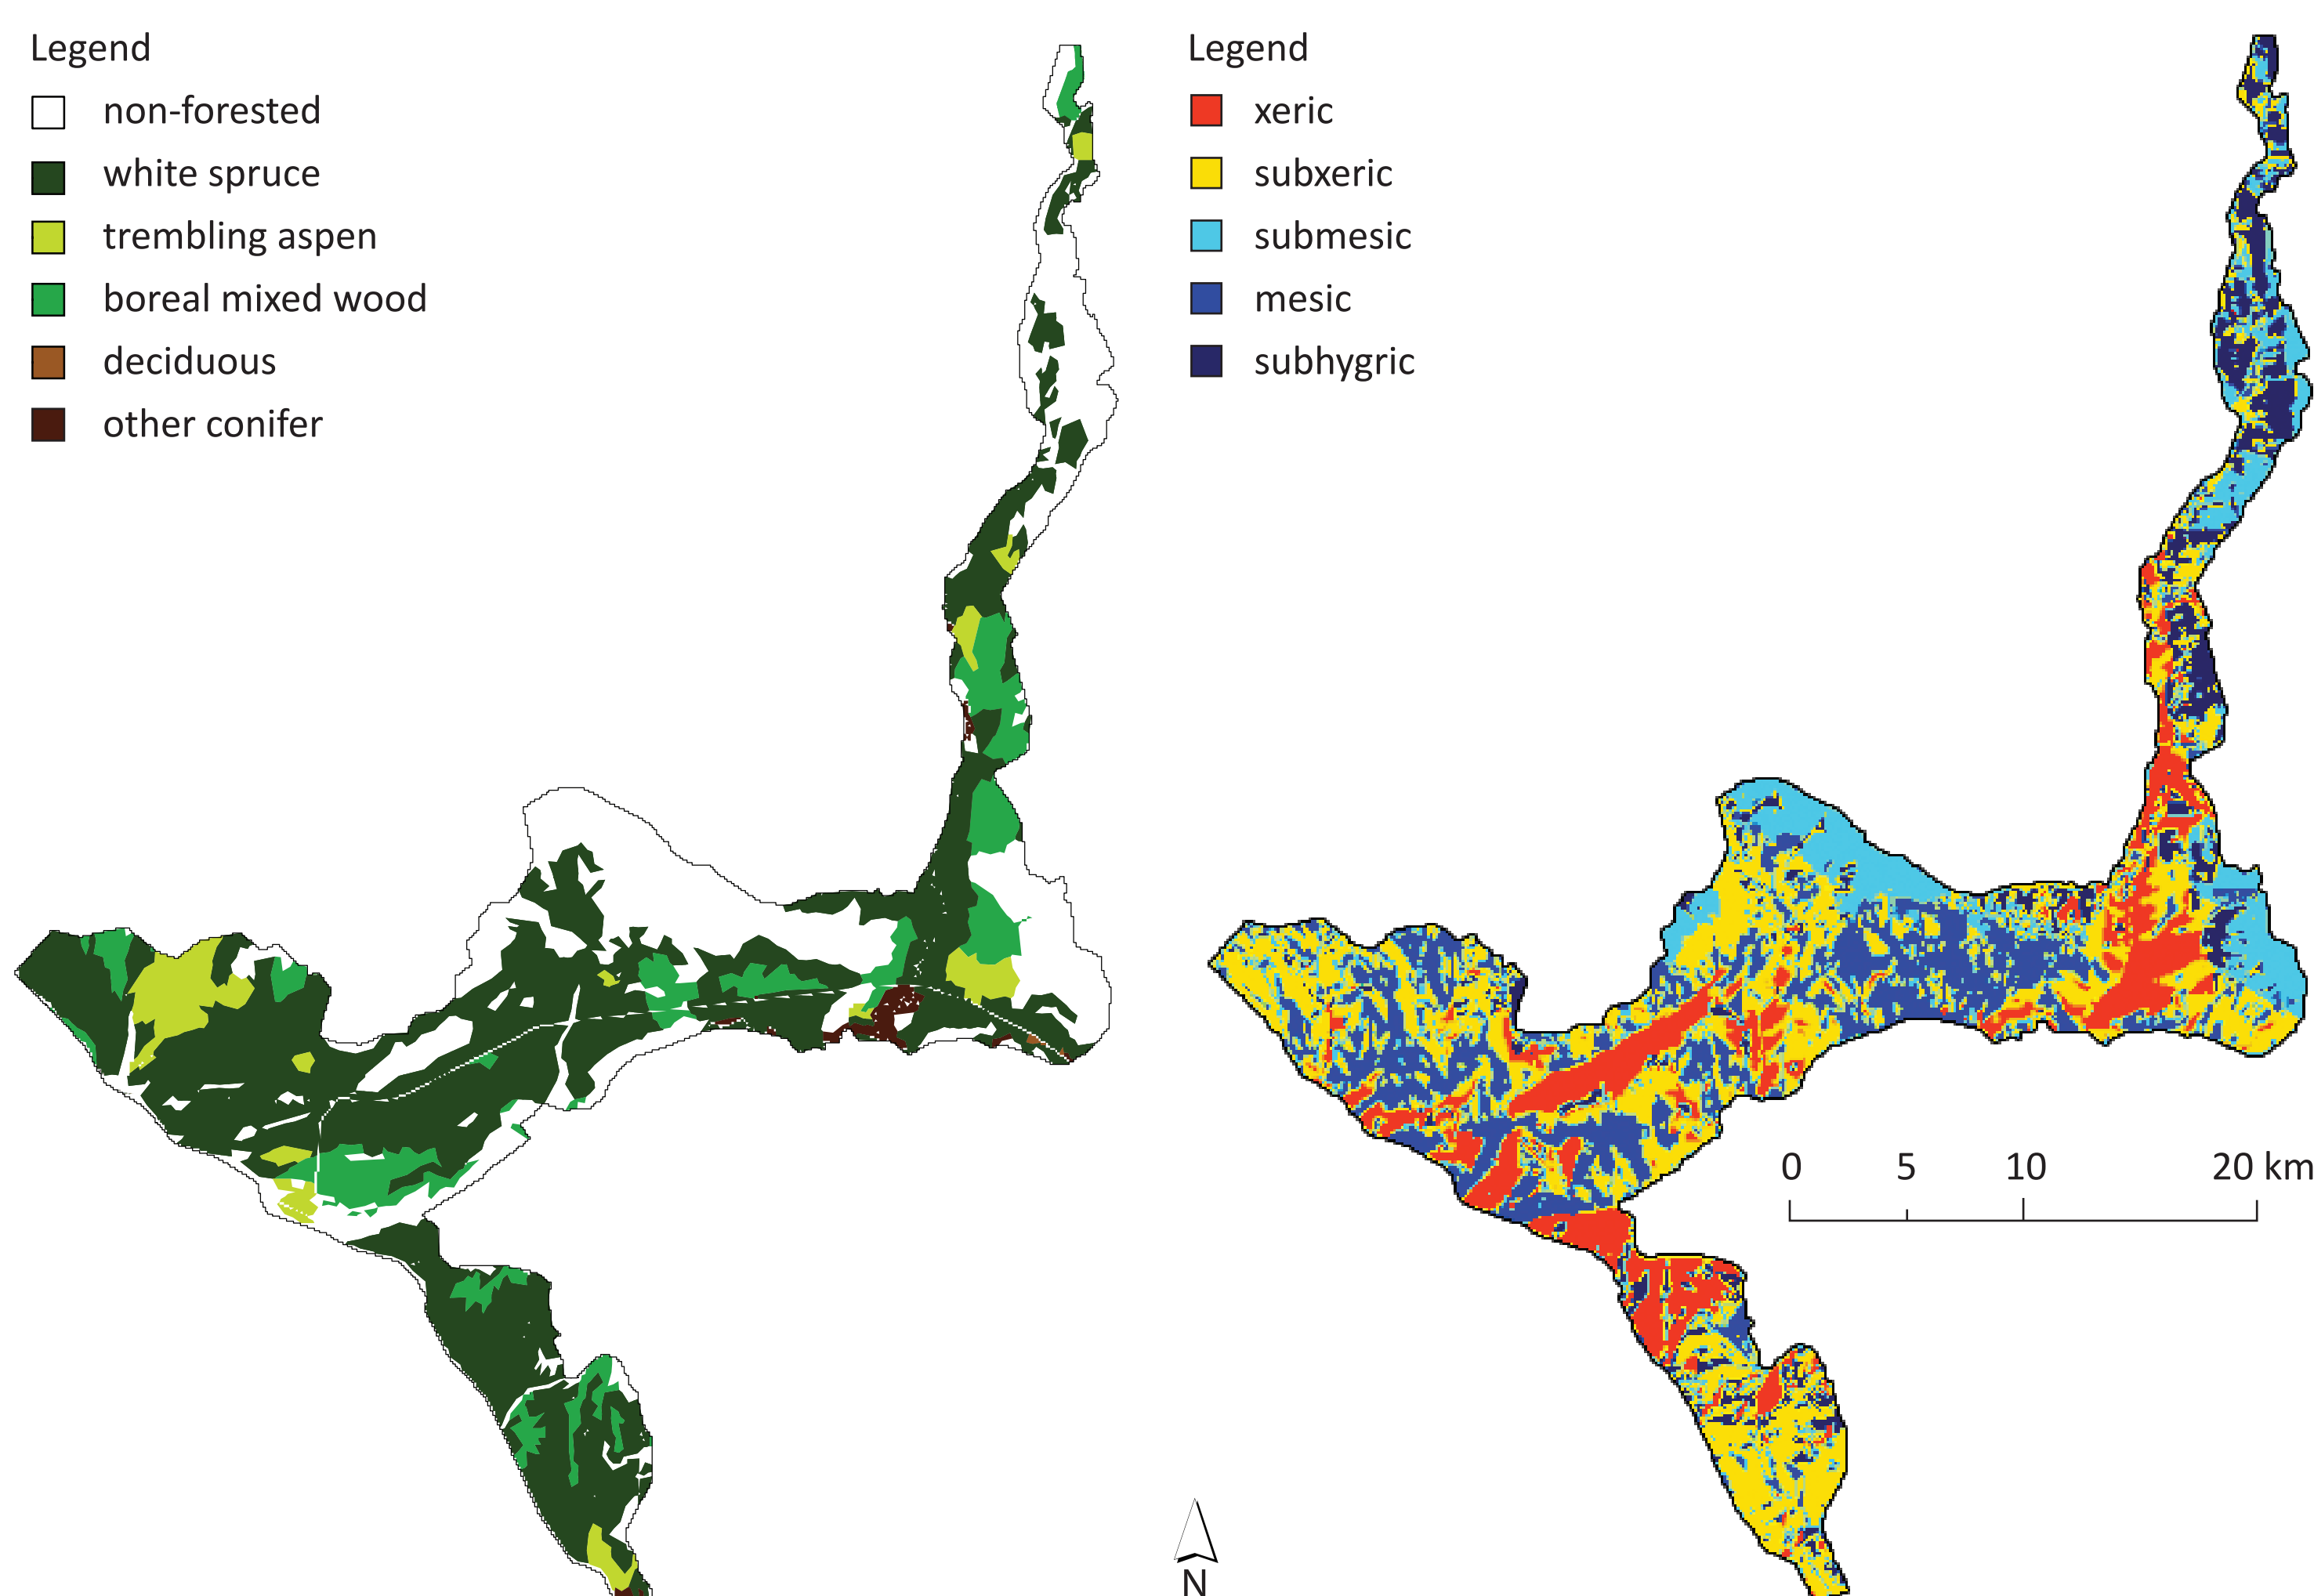 Legend
non-forested
white spruce
trembling aspen
boreal mixed wood
deciduous
other conifer
Legend
xeric
subxeric
submesic
mesic
subhygric
0 5 10 20 km
N